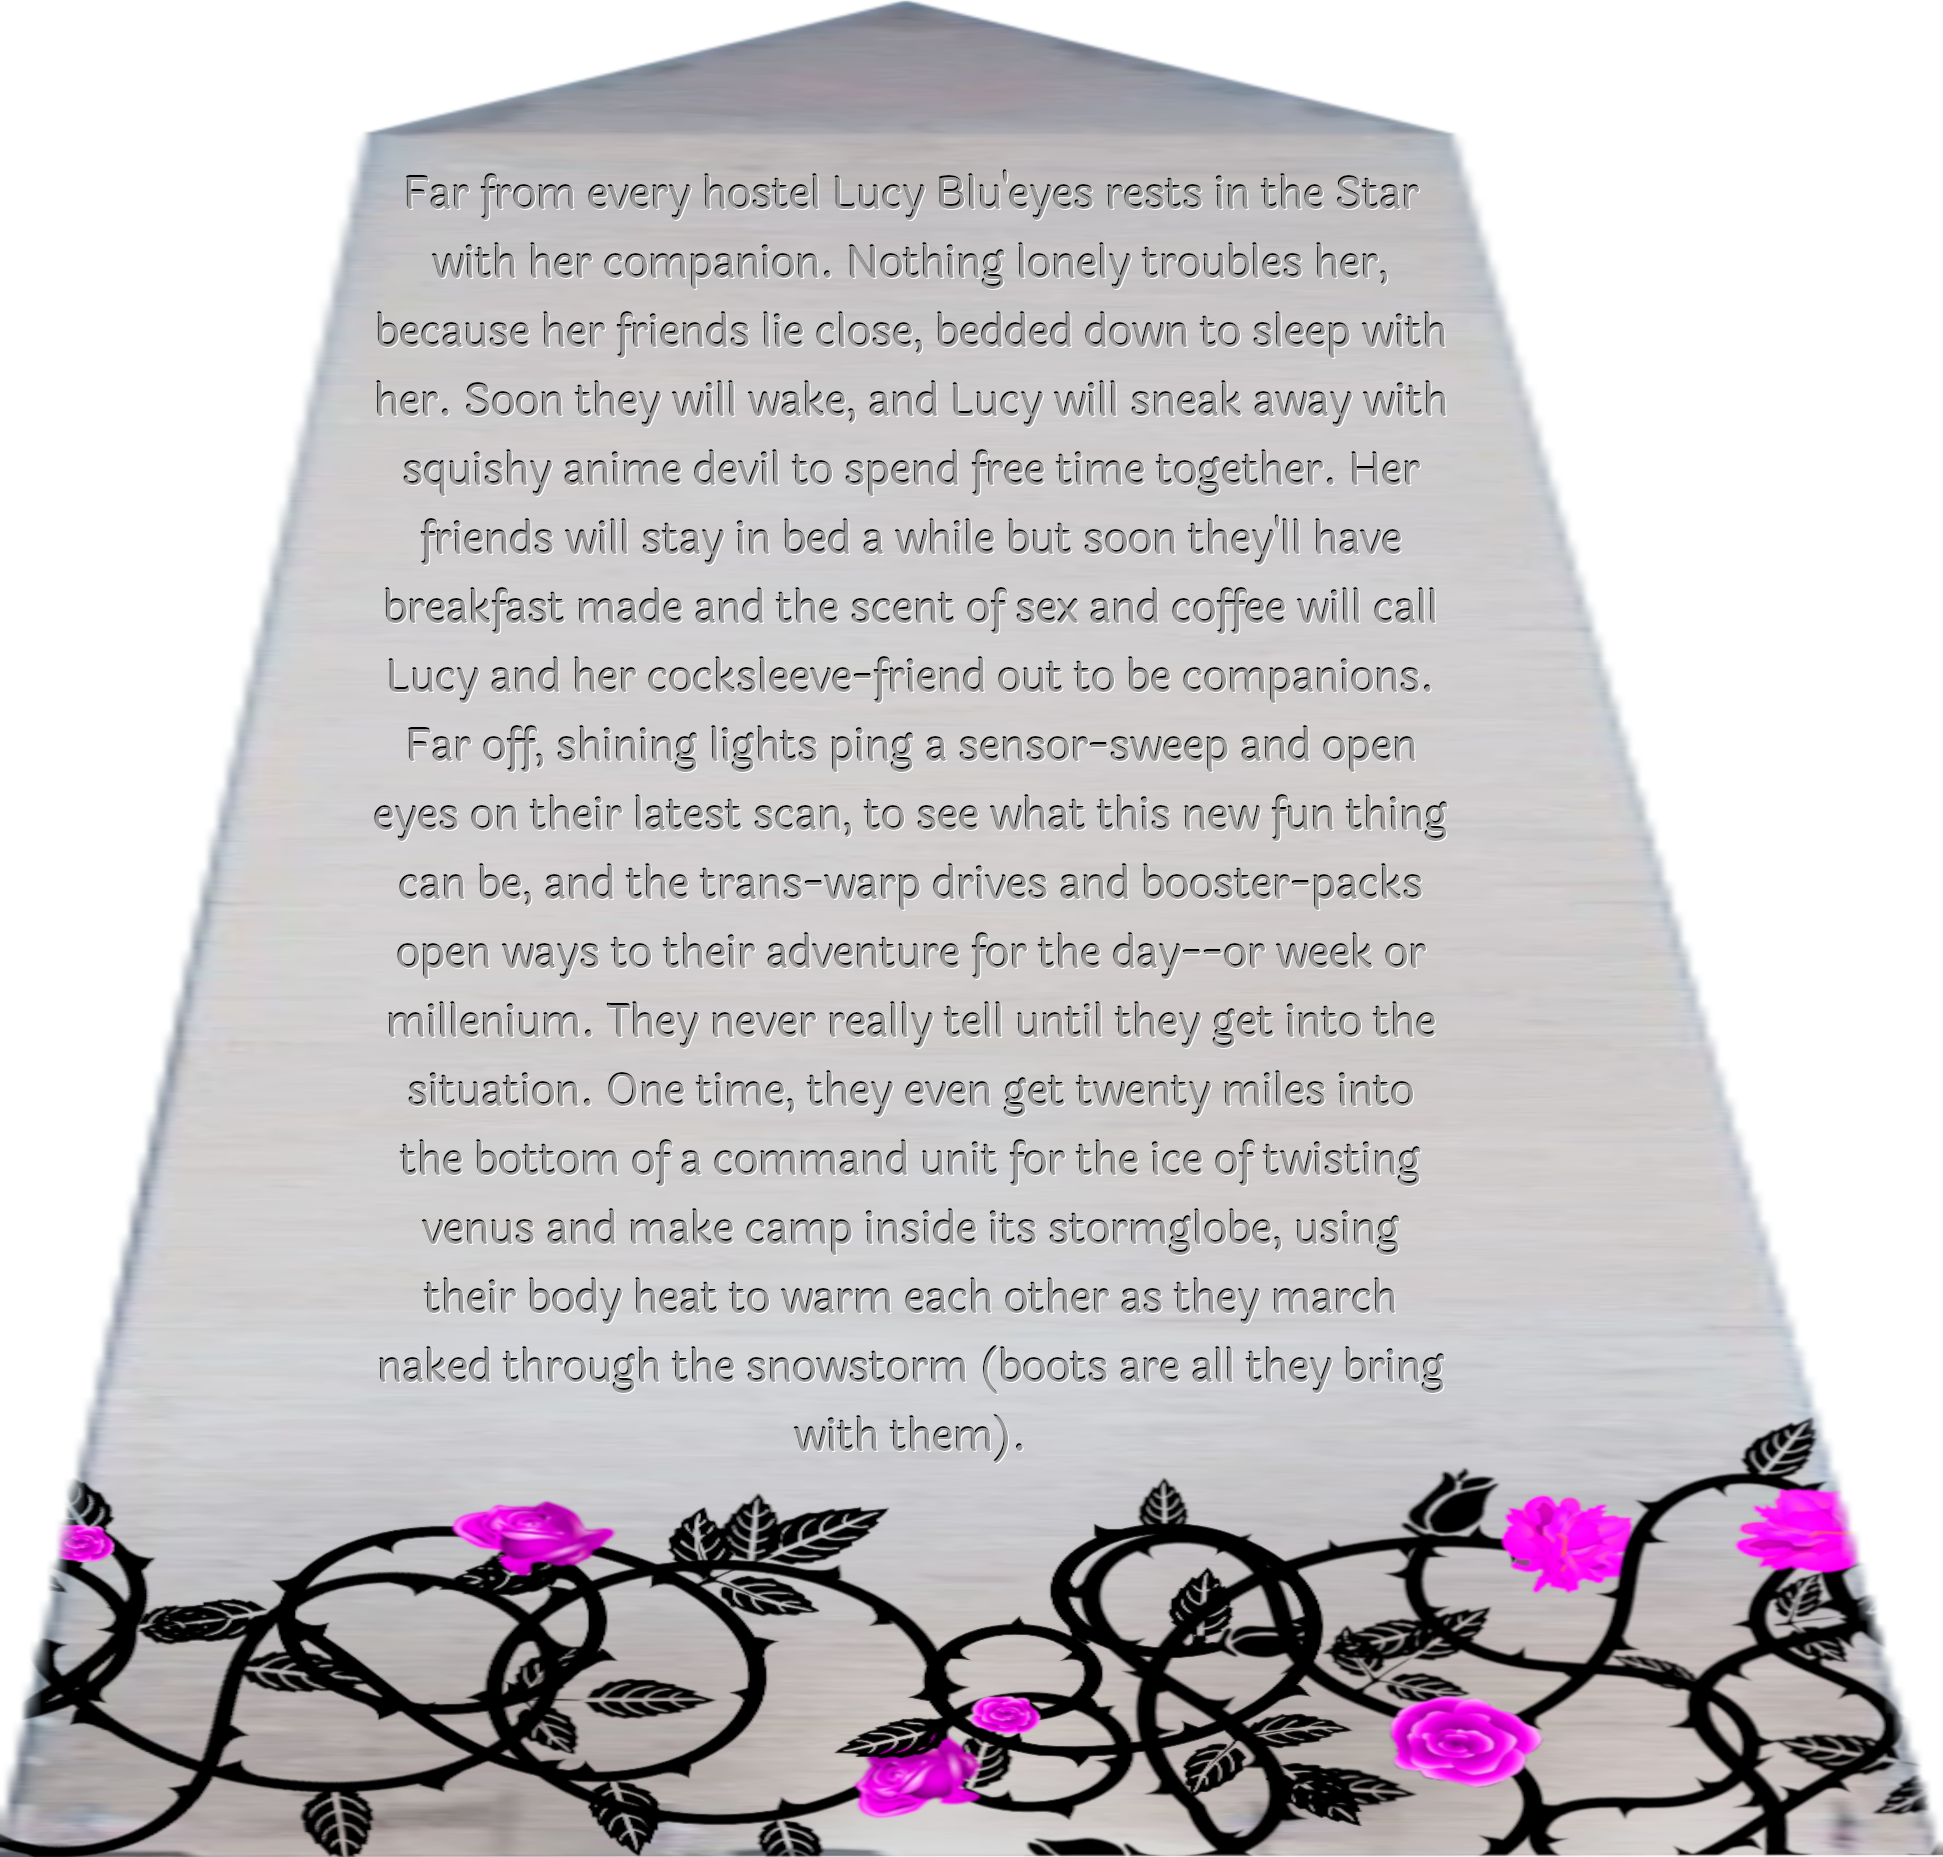 Far from every hostel Lucy Blu'eyes rests in the Star
with her companion. Nothing lonely troubles her,
because her friends lie close, bedded down to sleep with
her. Soon they will wake, and Lucy will sneak away with
squishy anime devil to spend free time together. Her
friends will stay in bed a while but soon they'll have
breakfast made and the scent of sex and coffee will call
Lucy and her cocksleeve-friend out to be companions.
Far off, shining lights ping a sensor-sweep and open
eyes on their latest scan, to see what this new fun thing
can be, and the trans-warp drives and booster-packs
open ways to their adventure for the day--or week or
millenium. They never really tell until they get into the
situation. One time, they even get twenty miles into
the bottom of a command unit for the ice of twisting
venus and make camp inside its stormglobe, using
their body heat to warm each other as they march
naked through the snowstorm (boots are all they bring
with them).